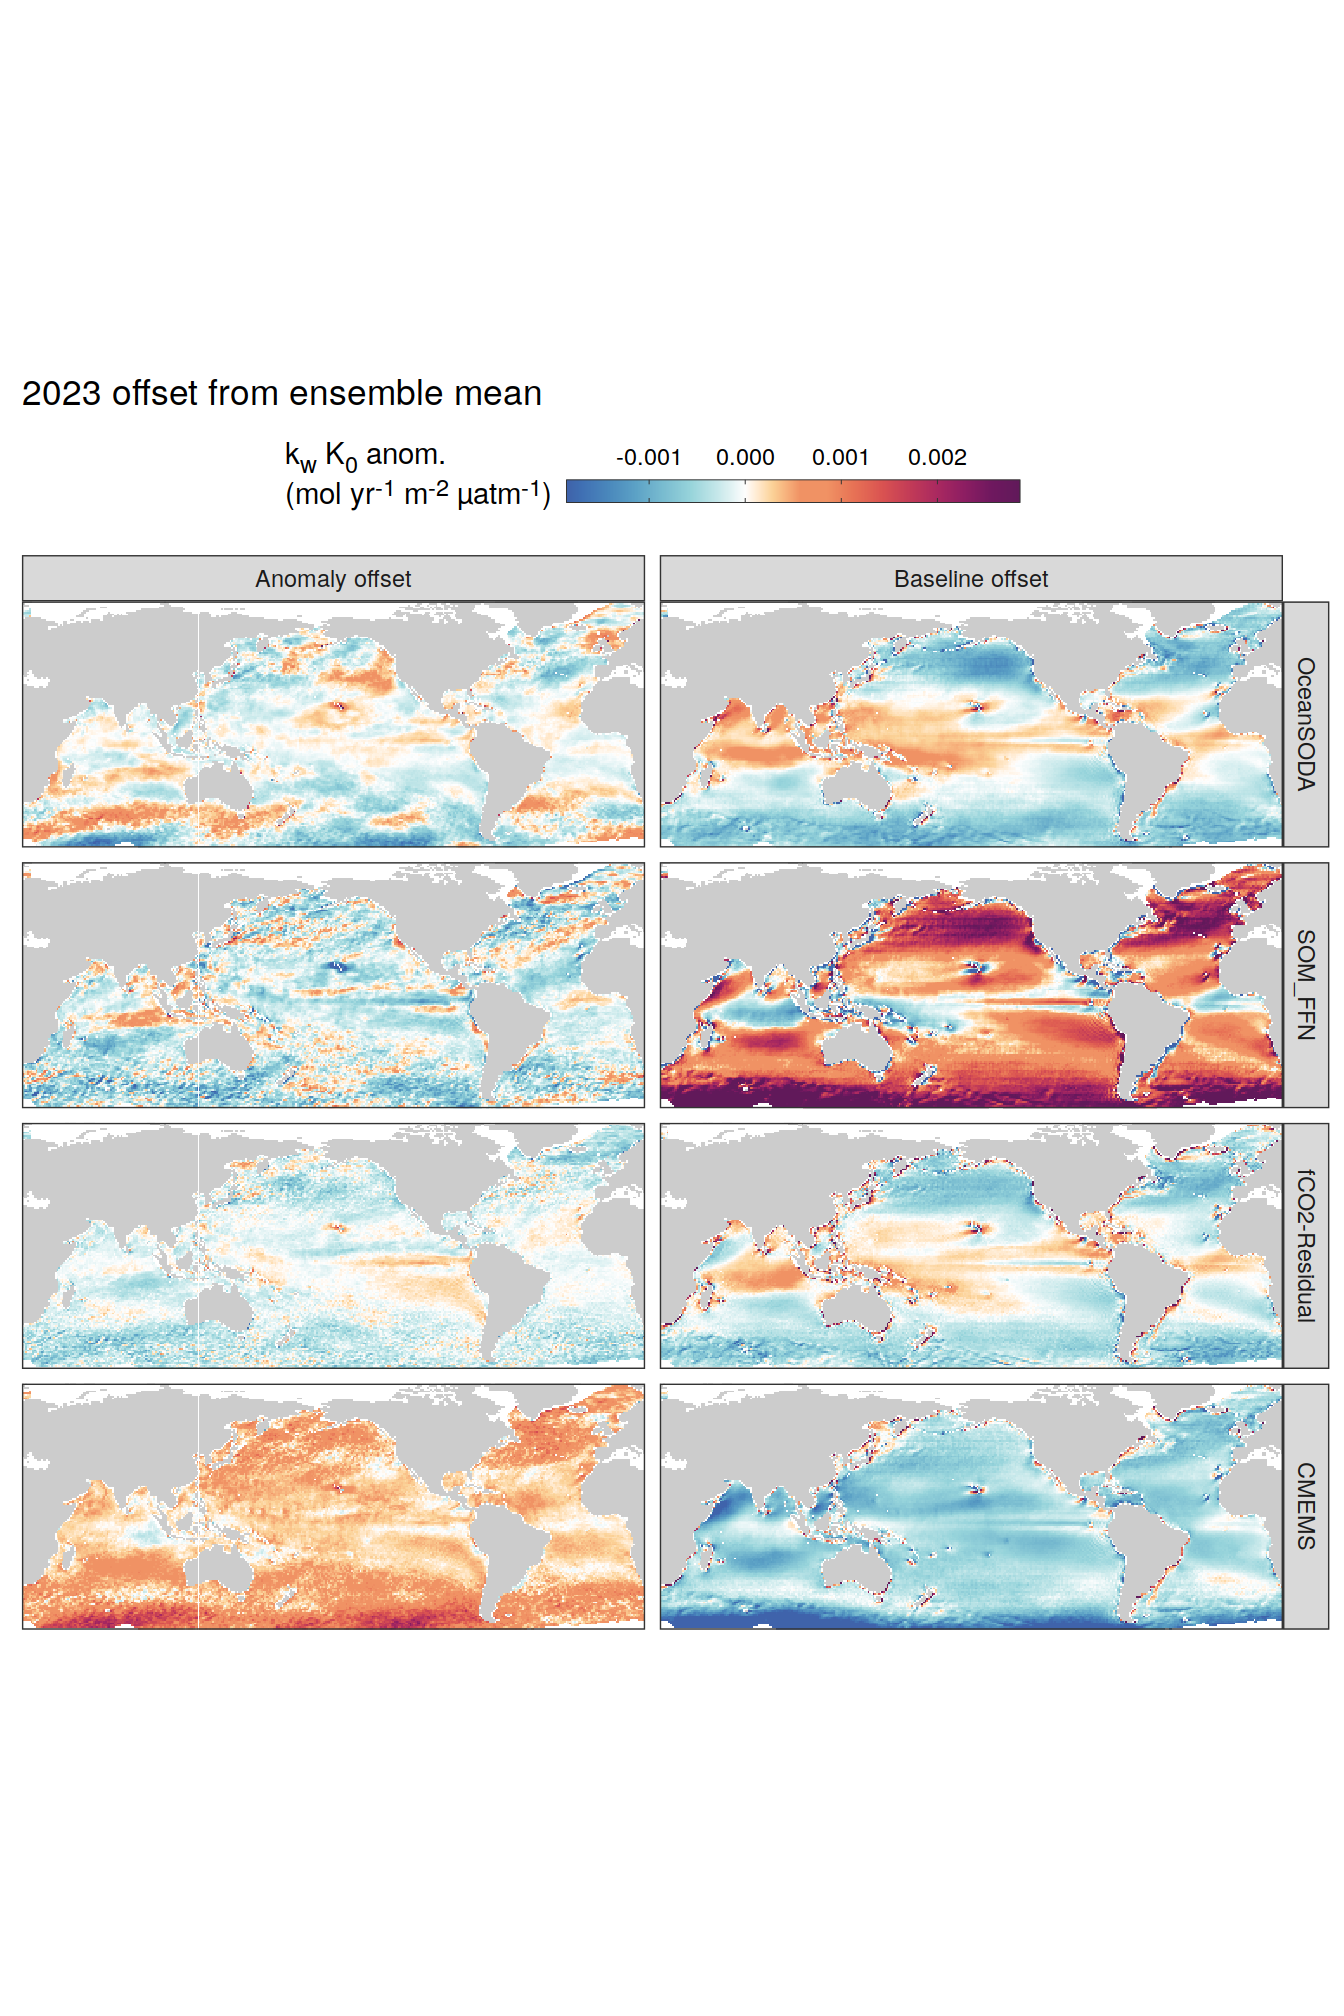 2023 offset from ensemble mean
kw K0 anom.
(mol yr-1 m-2 µatm-1)
-0.001 0.000 0.001 0.002
Anomaly offset
Baseline offset
OceanSODA
SOM_FFN
fCO2-Residual
CMEMS